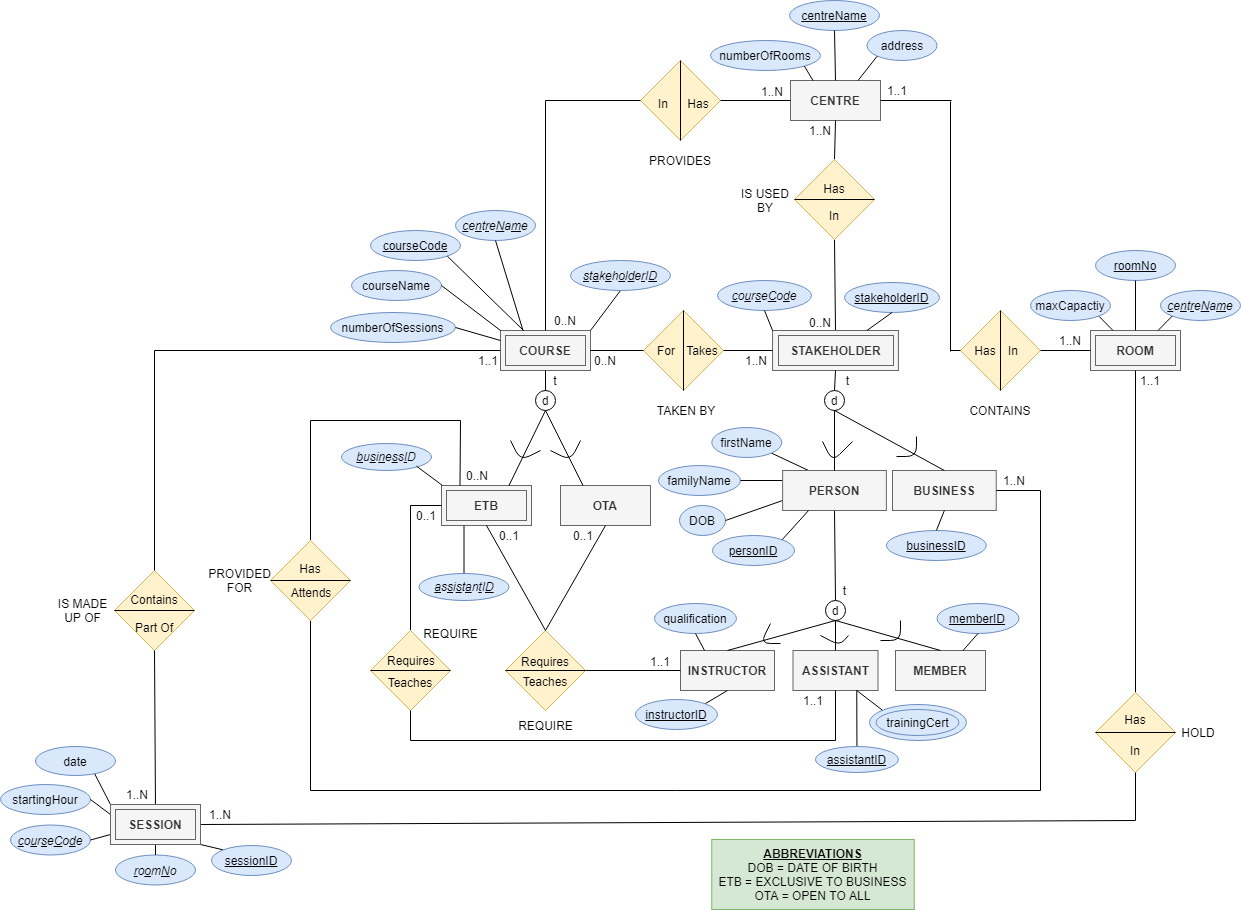 centreName
numberOfRooms
address
In
Has
1..N
CENTRE
1..1
1..N
PROVIDES
IS USED
BY
Has
In
centreName
courseCode
courseName
numberOfSessions
stakeholderID
courseCode
stakeholderID
roomNo
maxCapactiy
centreName
0..N
0..N
1..1
COURSE
0..N
For
Takes
1..N
STAKEHOLDER
Has
In
1..N
ROOM
1..1
t
t
d
d
TAKEN BY
CONTAINS
businessID
firstName
familyName
DOB
personID
0..N
ETB
OTA
PERSON
BUSINESS
1..N
0..1
0..1
0..1
businessID
assistantID
PROVIDED
FOR
Has
Attends
IS MADE
UP OF
Contains
Part Of
t
d
REQUIRE
Requires
Teaches
Requires
Teaches
REQUIRE
qualification
memberID
1..1
INSTRUCTOR
ASSISTANT
MEMBER
1..1
instructorID
trainingCert
assistantID
Has
In
HOLD
date
startingHour
courseCode
roomNo
sessionID
1..N
SESSION
1..N
ABBREVIATIONS
DOB = DATE OF BIRTH
ETB = EXCLUSIVE TO BUSINESS
OTA = OPEN TO ALL